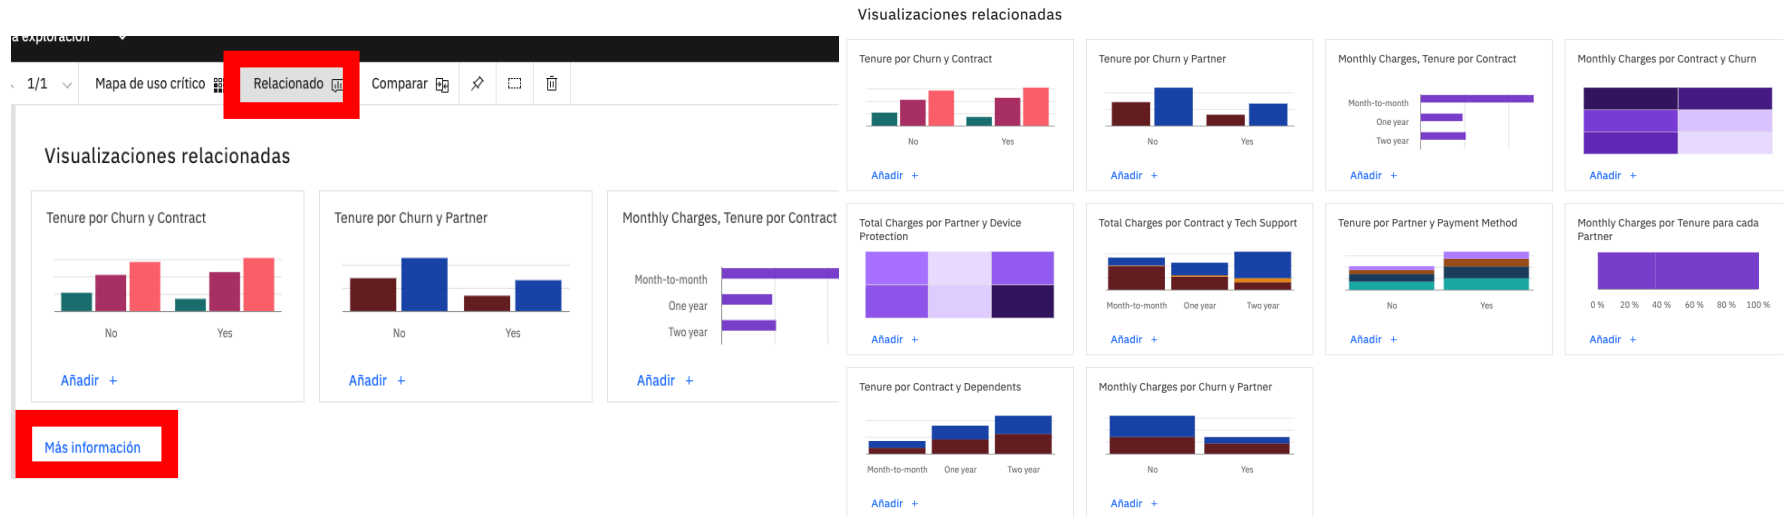 a exploración
1/1
Mapa de uso crítico
Relacionado
Comparar
Visualizaciones relacionadas
Tenure por Churn y Contract
No
Yes
Añadir +
Tenure por Churn y Partner
No
Yes
Añadir +
Monthly Charges, Tenure por Contract
Month-to-month
One year
Two year
Añadir +
Más información
Visualizaciones relacionadas
Tenure por Churn y Contract
No
Yes
Añadir +
Tenure por Churn y Partner
No
Yes
Añadir +
Monthly Charges, Tenure por Contract
Month-to-month
One year
Two year
Añadir +
Monthly Charges por Contract y Churn
Añadir +
Total Charges por Partner y Device
Protection
Añadir +
Total Charges por Contract y Tech Support
Month-to-month One year Two year
Añadir +
Tenure por Partner y Payment Method
No
Yes
Añadir +
Monthly Charges por Tenure para cada
Partner
0 % 20 % 40 % 60 % 80 % 100 %
Añadir +
Tenure por Contract y Dependents
Month-to-month One year Two year
Añadir +
Monthly Charges por Churn y Partner
No
Yes
Añadir +